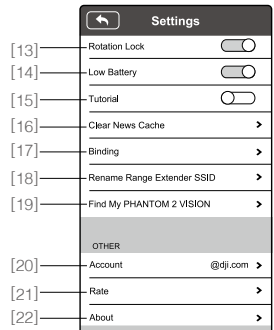 Settings
[13] Rotation Lock
[14] Low Battery
[15] Tutorial
[16] Clear News Cache
[17] Binding
[18] Rename Range Extender SSID
[19] Find My PHANTOM 2 VISION
OTHER
[20] Account @dji.com
[21] Rate
[22] About